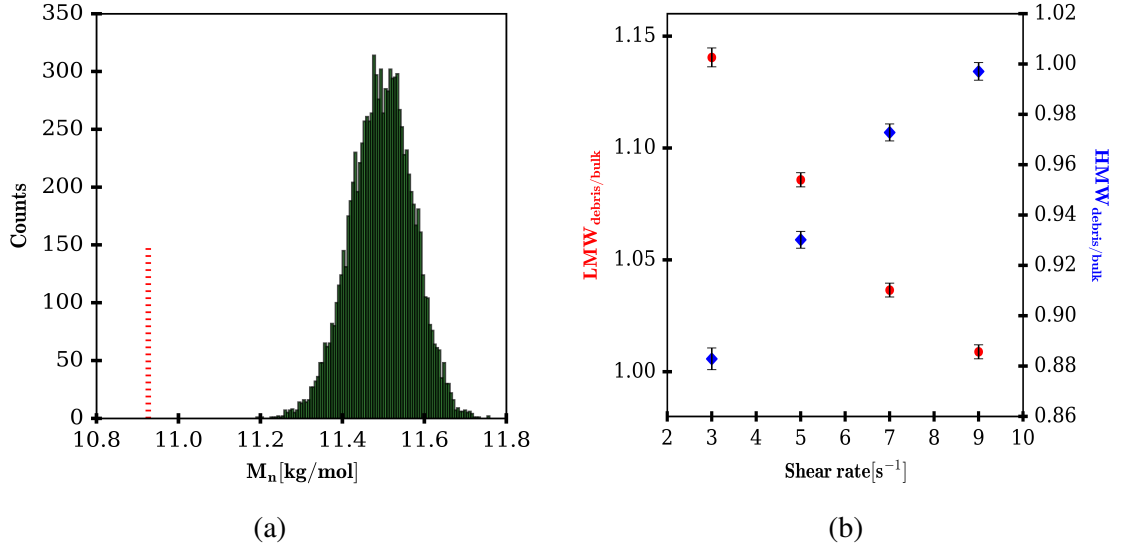 350
300
250
200
150
100
50
0
Counts
10.8 11.0 11.2 11.4 11.6 11.8
M_n[kg/mol]
(a)
1.15
1.10
1.05
1.00
LMW_debris/bulk
1.02
1.00
0.98
0.96
0.94
0.92
0.90
0.88
0.86
HMW_debris/bulk
2 3 4 5 6 7 8 9 10
Shear rate[s⁻¹]
(b)